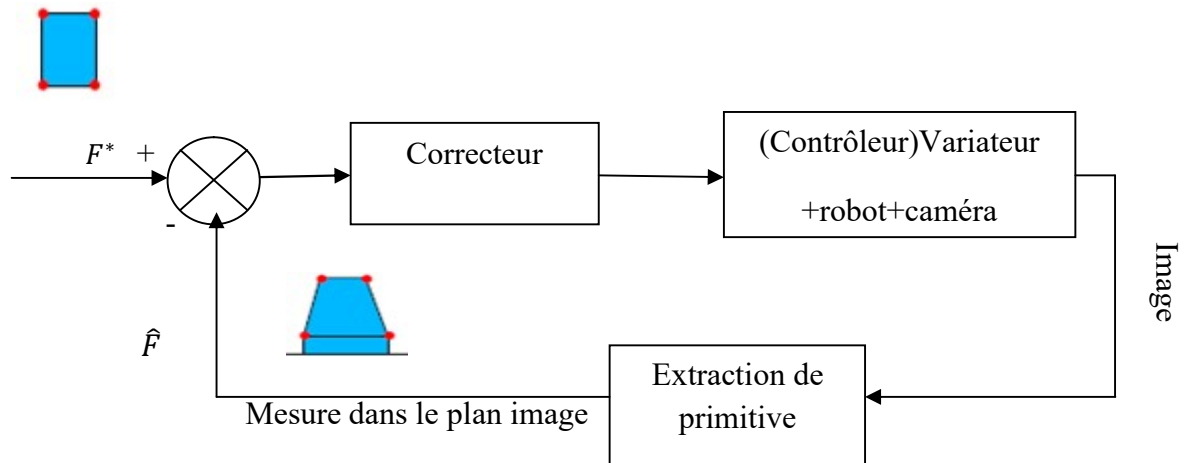 F* +
-
Correcteur
(Contrôleur)Variateur
+robot+caméra
Image
F̂
Extraction de
primitive
Mesure dans le plan image